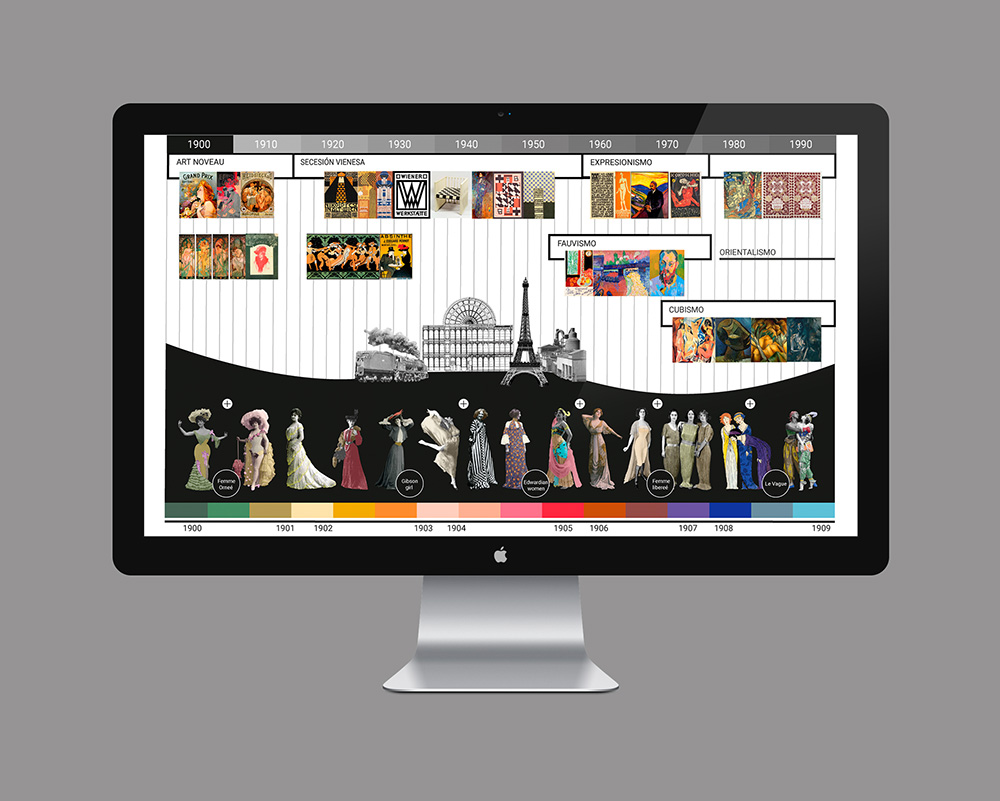 1900 1910 1920 1930 1940 1950 1960 1970 1980 1990
ART NOVEAU
SECESIÓN VIENESA
EXPRESIONISMO
GRAND PRIX
WIENER
WERKSTÄTTE
FAUVISMO
ORIENTALISMO
CUBISMO
Femme
Orneé
Gibson
girl
Edwardian
women
Femme
libereé
Le Vague
1900 1901 1902 1903 1904 1905 1906 1907 1908 1909